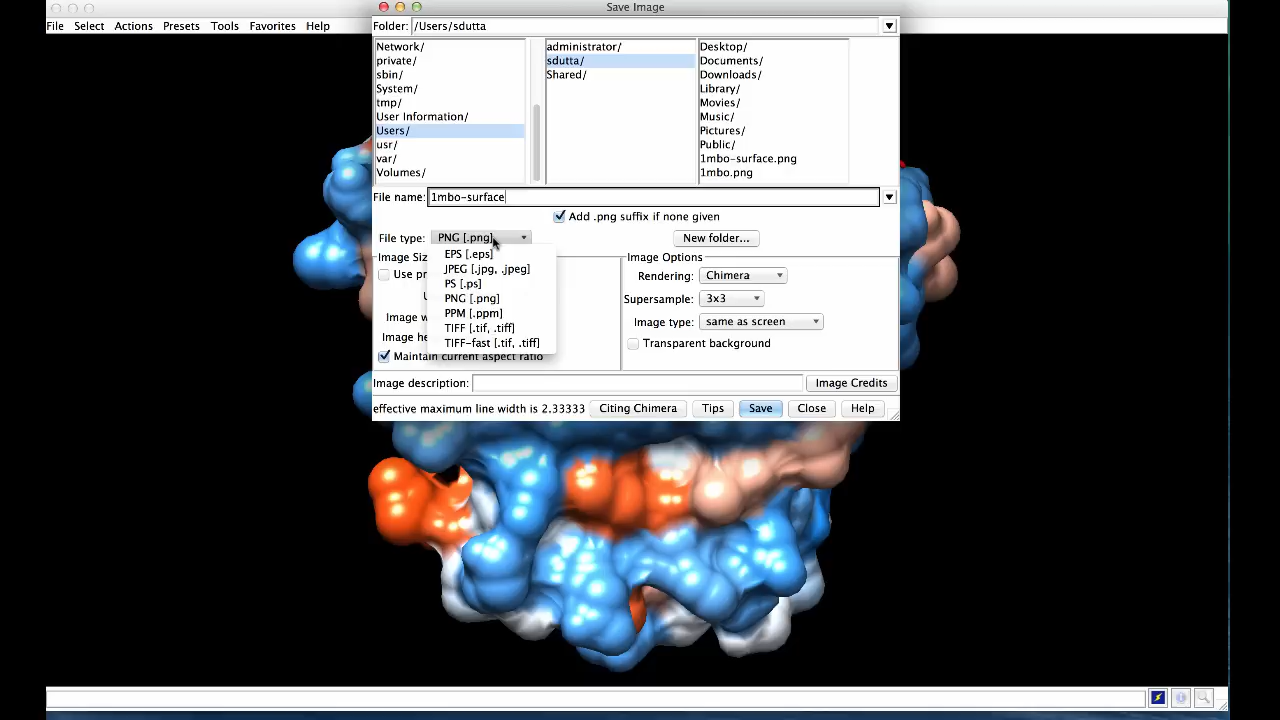 Save Image
File Select Actions Presets Tools Favorites Help
Folder: /Users/sdutta
Network/
private/
sbin/
System/
tmp/
User Information/
Users/
usr/
var/
Volumes/
administrator/
sdutta/
Shared/
Desktop/
Documents/
Downloads/
Library/
Movies/
Music/
Pictures/
Public/
1mbo-surface.png
1mbo.png
File name: 1mbo-surface
Add .png suffix if none given
File type: PNG [.png]
New folder...
EPS [.eps]
JPEG [.jpg, .jpeg]
PS [.ps]
PNG [.png]
PPM [.ppm]
TIFF [.tif, .tiff]
TIFF-fast [.tif, .tiff]
Image Siz
Use pr
U
Image w
Image he
Maintain current aspect ratio
Image Options
Rendering: Chimera
Supersample: 3x3
Image type: same as screen
Transparent background
Image description:
Image Credits
effective maximum line width is 2.33333
Citing Chimera
Tips
Save
Close
Help